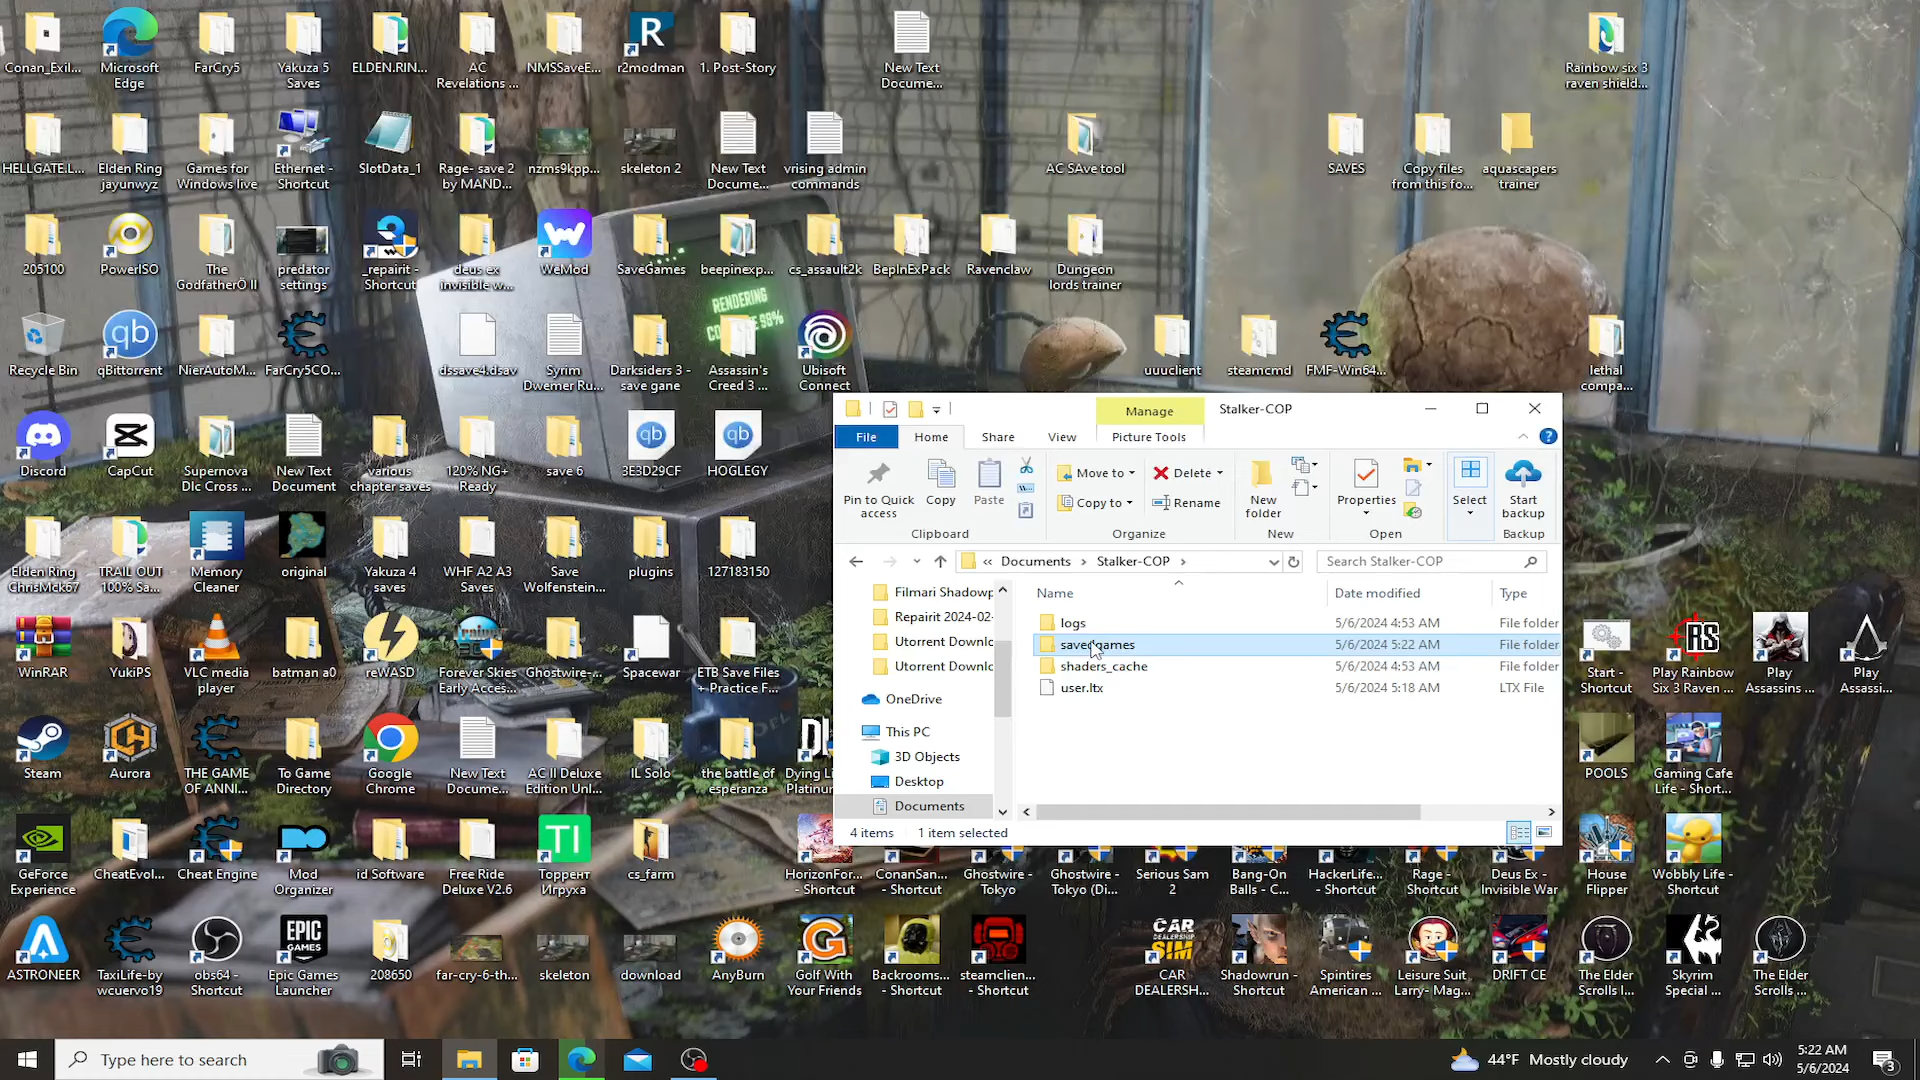 Conan_Exil...
Microsoft
Edge
FarCry5
Yakuza 5
Saves
ELDEN.RIN...
AC
Revelations ...
NMSSaveE...
r2modman
1. Post-Story
New Text
Docume...
Rainbow six 3
raven shield...
HELLGATE.L...
Elden Ring
jayunwyz
Games for
Windows live
Ethernet -
Shortcut
SlotData_1
Rage- save 2
by MAND...
nzms9kpp...
skeleton 2
New Text
Docume...
vrising admin
commands
AC SAve tool
SAVES
Copy files
from this fo...
aquascapers
trainer
205100
PowerISO
The
GodfatherÖ II
predator
settings
_repairit -
Shortcut
deus ex
invisible w...
WeMod
SaveGames
beepinexp...
cs_assault2k
BepInExPack
Ravenclaw
Dungeon
lords trainer
RENDERING
98%
Recycle Bin
qBittorrent
NierAutoM...
FarCry5CO...
dssave4.dsav
Syrim
Dwemer Ru...
Darksiders 3 -
save gane
Assassin's
Creed 3 ...
Ubisoft
Connect
uuuclient
steamcmd
FMF-Win64...
lethal
compa...
Discord
CapCut
Supernova
Dlc Cross ...
New Text
Document
various
chapter saves
120% NG+
Ready
save 6
3E3D29CF
HOGLEGY
Elden Ring
ChrisMck67
TRAIL OUT
100% Sa...
Memory
Cleaner
original
Yakuza 4
saves
WHF A2 A3
Saves
Save
Wolfenstein...
plugins
127183150
WinRAR
YukiPS
VLC media
player
batman a0
reWASD
Forever Skies
Early Acces...
Ghostwire-...
Spacewar
ETB Save Files
+ Practice F...
Start -
Shortcut
Play Rainbow
Six 3 Raven ...
Play
Assassins ...
Play
Assassi...
Steam
Aurora
THE GAME
OF ANNI...
To Game
Directory
Google
Chrome
New Text
Docume...
AC II Deluxe
Edition Unl...
IL Solo
the battle of
esperanza
Dying Li
Platinum
POOLS
Gaming Cafe
Life - Short...
GeForce
Experience
CheatEvol...
Cheat Engine
Mod
Organizer
id Software
Free Ride
Deluxe V2.6
Торрент
Игруха
cs_farm
HorizonFor...
- Shortcut
ConanSan...
- Shortcut
Ghostwire -
Tokyo
Ghostwire -
Tokyo (Di...
Serious Sam
2
Bang-On
Balls - C...
HackerLife...
- Shortcut
Rage -
Shortcut
Deus Ex -
Invisible War
House
Flipper
Wobbly Life -
Shortcut
ASTRONEER
TaxiLife-by
wcuervo19
obs64 -
Shortcut
Epic Games
Launcher
208650
far-cry-6-th...
skeleton
download
AnyBurn
Golf With
Your Friends
Backrooms...
- Shortcut
steamclien...
- Shortcut
CAR
DEALERSH...
Shadowrun -
Shortcut
Spintires
American ...
Leisure Suit
Larry- Mag...
DRIFT CE
The Elder
Scrolls I...
Skyrim
Special ...
The Elder
Scrolls ...
Manage
Stalker-COP
File
Home
Share
View
Picture Tools
Pin to Quick
access
Copy
Paste
Move to
Copy to
Delete
Rename
New
folder
Properties
Select
Start
backup
Clipboard
Organize
New
Open
Backup
« Documents › Stalker-COP ›
Search Stalker-COP
Filmari Shadowp
Repairit 2024-02-
Utorrent Downlo
Utorrent Downlo
OneDrive
This PC
3D Objects
Desktop
Documents
Name Date modified Type
logs 5/6/2024 4:53 AM File folder
savedgames 5/6/2024 5:22 AM File folder
shaders_cache 5/6/2024 4:53 AM File folder
user.ltx 5/6/2024 5:18 AM LTX File
4 items 1 item selected
Type here to search
44°F Mostly cloudy
5:22 AM
5/6/2024
3